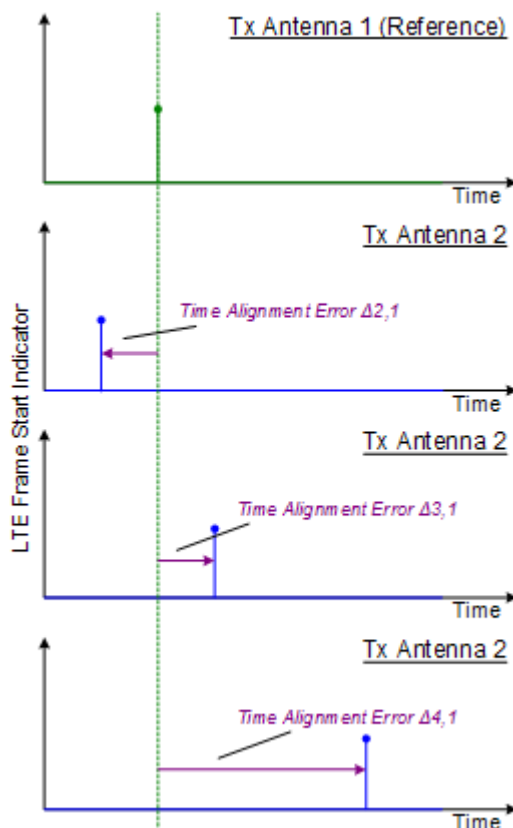 Tx Antenna 1 (Reference)
Time
Tx Antenna 2
Time Alignment Error Δ2,1
Time
LTE Frame Start Indicator
Tx Antenna 2
Time Alignment Error Δ3,1
Time
Tx Antenna 2
Time Alignment Error Δ4,1
Time